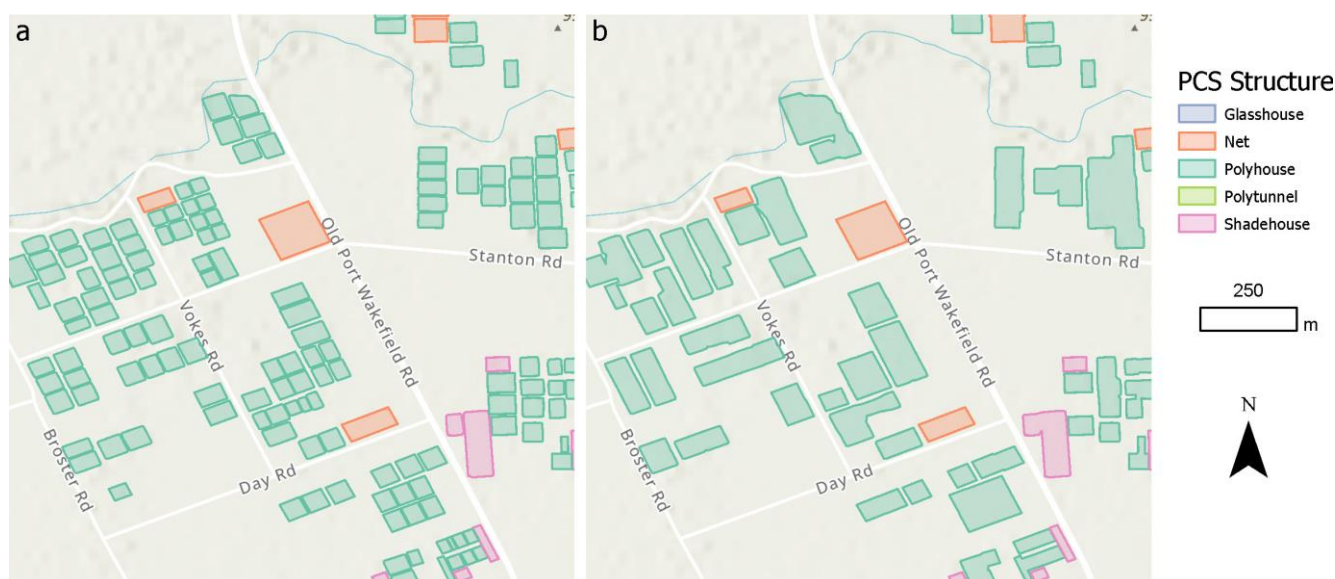 a
b
Old Port Wakefield Rd
Stanton Rd
Vokes Rd
Broster Rd
Day Rd
Old Port Wakefield Rd
Stanton Rd
Vokes Rd
Broster Rd
Day Rd
PCS Structure
Glasshouse
Net
Polyhouse
Polytunnel
Shadehouse
250
m
N